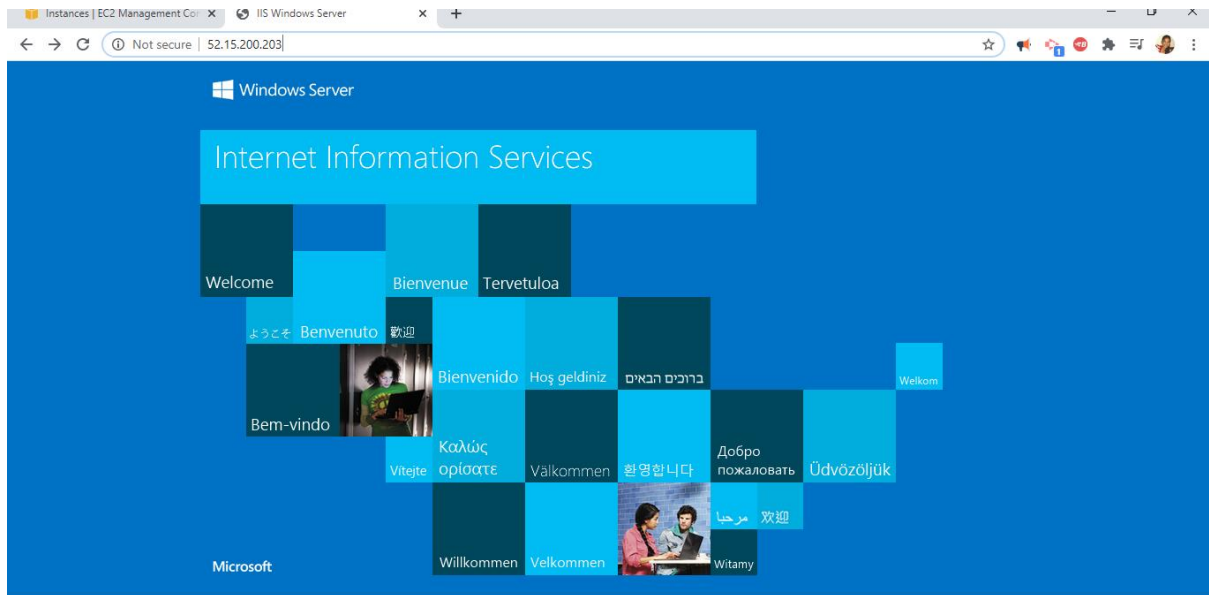 Instances | EC2 Management Con
IIS Windows Server
Not secure | 52.15.200.203
Windows Server
Internet Information Services
Welcome
Bienvenue
Tervetuloa
ようこそ
Benvenuto
歡迎
Bienvenido
Hoş geldiniz
ברוכים הבאים
Welkom
Bem-vindo
Vítejte
Καλώς
ορίσατε
Välkommen
환영합니다
Добро
пожаловать
Üdvözöljük
مرحبا
欢迎
Microsoft
Willkommen
Velkommen
Witamy